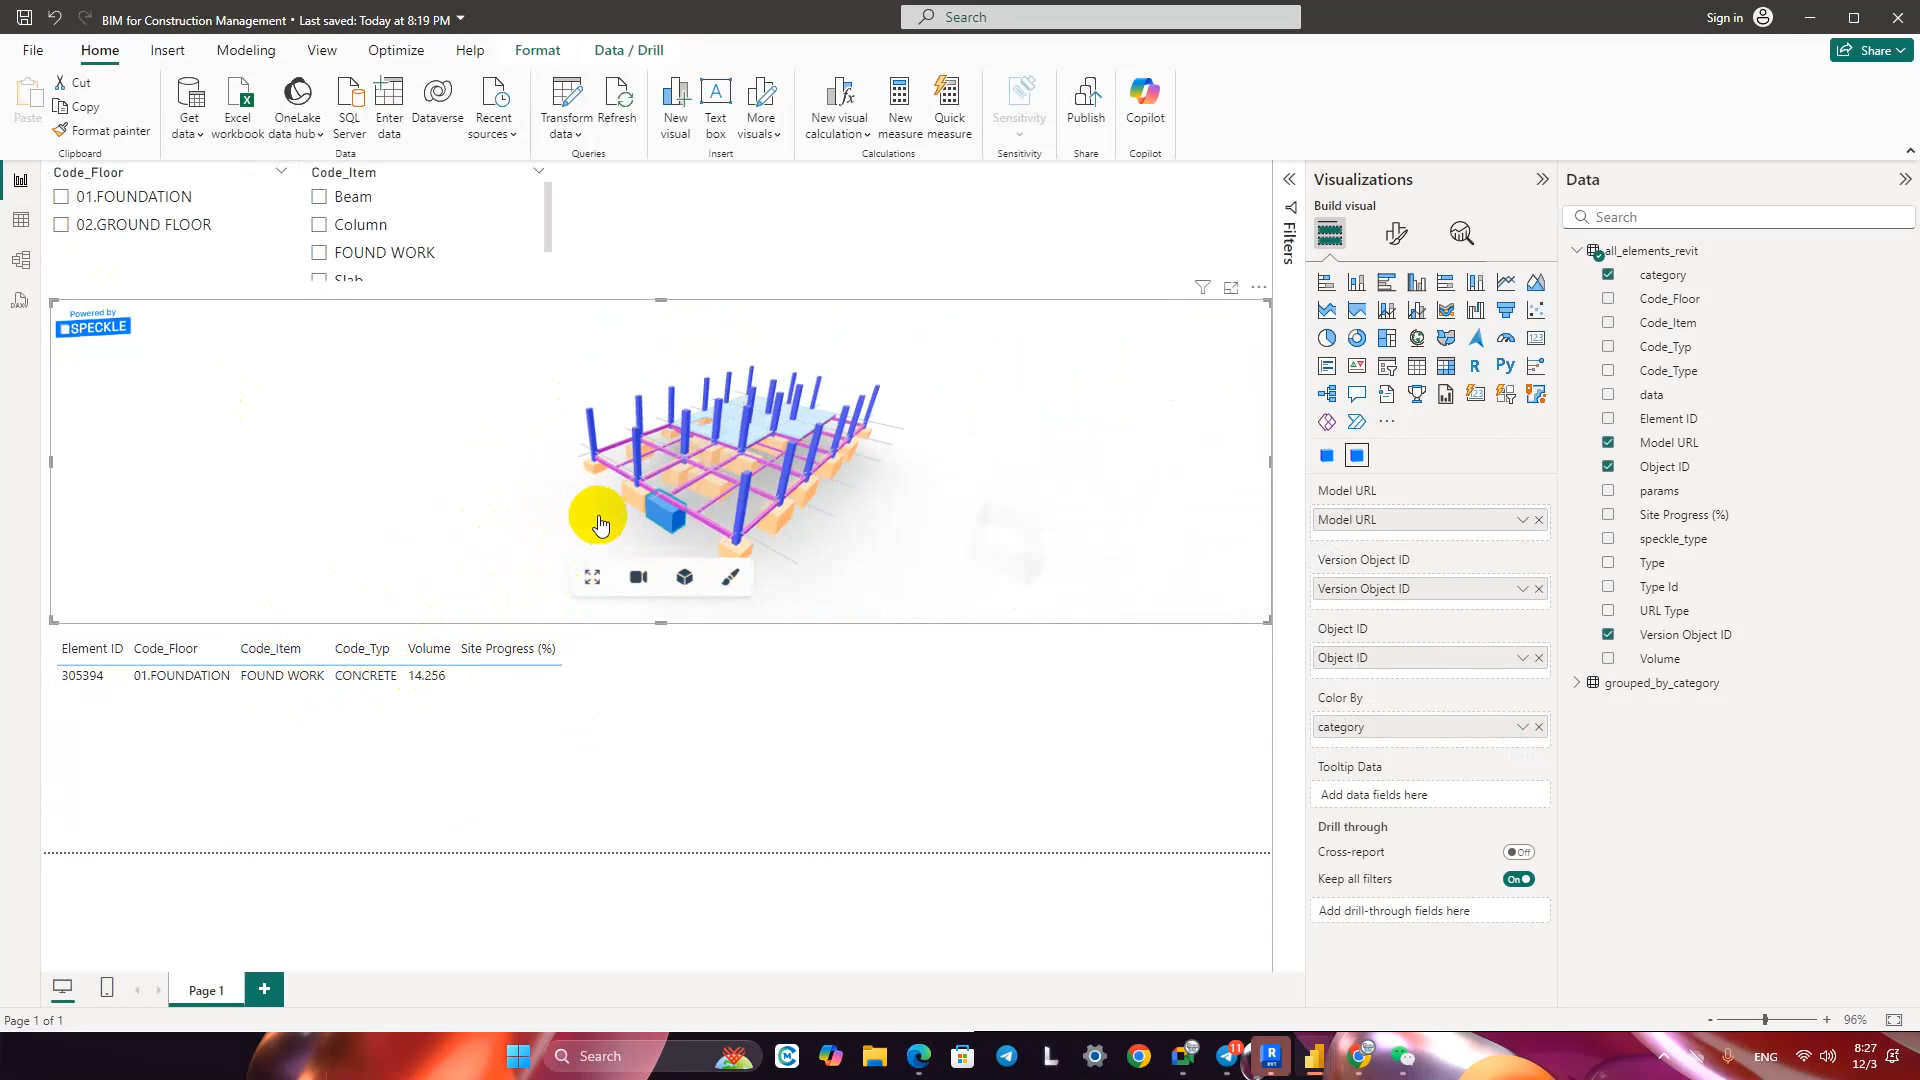 BIM for Construction Management • Last saved: Today at 8:19 PM
Search
Sign in
File
Home
Insert
Modeling
View
Optimize
Help
Format
Data / Drill
Share
Paste
Cut
Copy
Format painter
Clipboard
Get data
Excel workbook
OneLake data hub
SQL Server
Enter data
Dataverse
Recent sources
Data
Transform data
Refresh
Queries
New visual
Text box
More visuals
Insert
New visual calculation
New measure
Quick measure
Calculations
Sensitivity
Sensitivity
Publish
Share
Copilot
Copilot
Code_Floor
01.FOUNDATION
02.GROUND FLOOR
Code_Item
Beam
Column
FOUND WORK
Slab
Powered by
SPECKLE
Element ID Code_Floor Code_Item Code_Typ Volume Site Progress (%)
305394 01.FOUNDATION FOUND WORK CONCRETE 14.256
Filters
Visualizations
Build visual
R
Py
123
Model URL
Model URL
Version Object ID
Version Object ID
Object ID
Object ID
Color By
category
Tooltip Data
Add data fields here
Drill through
Cross-report
Off
Keep all filters
On
Add drill-through fields here
Data
Search
all_elements_revit
category
Code_Floor
Code_Item
Code_Typ
Code_Type
data
Element ID
Model URL
Object ID
params
Site Progress (%)
speckle_type
Type
Type Id
URL Type
Version Object ID
Volume
grouped_by_category
Page 1
Page 1 of 1
96%
Search
11
ENG
8:27
12/3